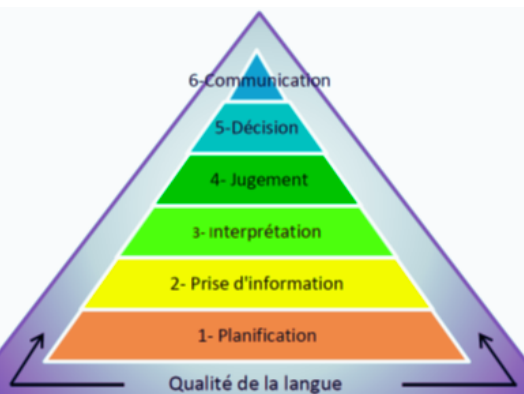 6-Communication
5-Décision
4- Jugement
3- Interprétation
2- Prise d'information
1- Planification
Qualité de la langue